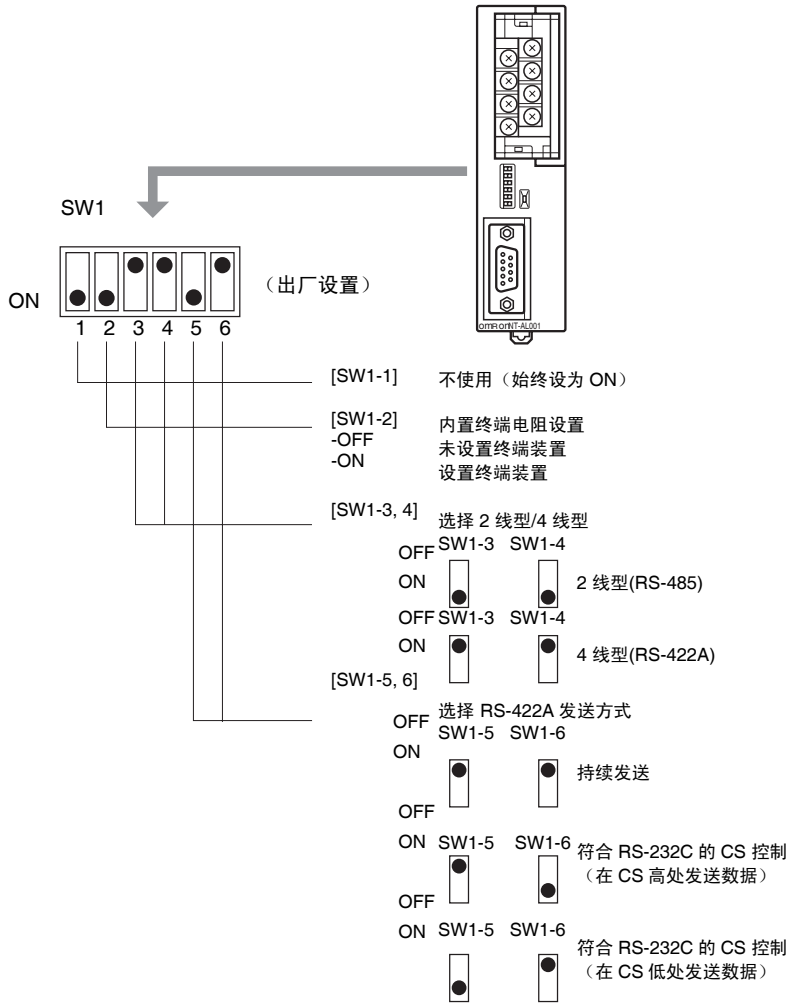 omRon NT-AL001
SW1
ON
（出厂设置）
1 2 3 4 5 6
[SW1-1] 不使用（始终设为 ON）
[SW1-2] 内置终端电阻设置
-OFF 未设置终端装置
-ON 设置终端装置
[SW1-3, 4] 选择 2 线型/4 线型
OFF SW1-3 SW1-4
ON 2 线型(RS-485)
OFF SW1-3 SW1-4
ON 4 线型(RS-422A)
[SW1-5, 6]
选择 RS-422A 发送方式
OFF SW1-5 SW1-6
ON
持续发送
OFF
ON SW1-5 SW1-6 符合 RS-232C 的 CS 控制
（在 CS 高处发送数据）
OFF
ON SW1-5 SW1-6
符合 RS-232C 的 CS 控制
（在 CS 低处发送数据）